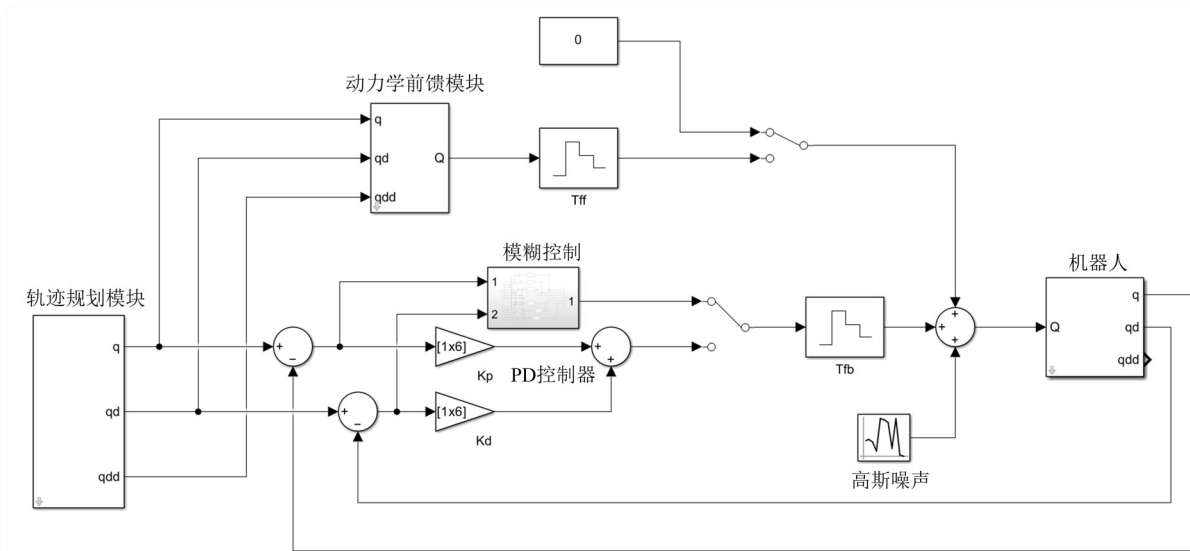 0
动力学前馈模块
q
qd
qdd
Q
Tff
模糊控制
1
2
1
轨迹规划模块
q
qd
qdd
+
−
+
−
[1x6]
Kp
[1x6]
Kd
+
+
PD控制器
Tfb
+
+
+
高斯噪声
机器人
Q
q
qd
qdd